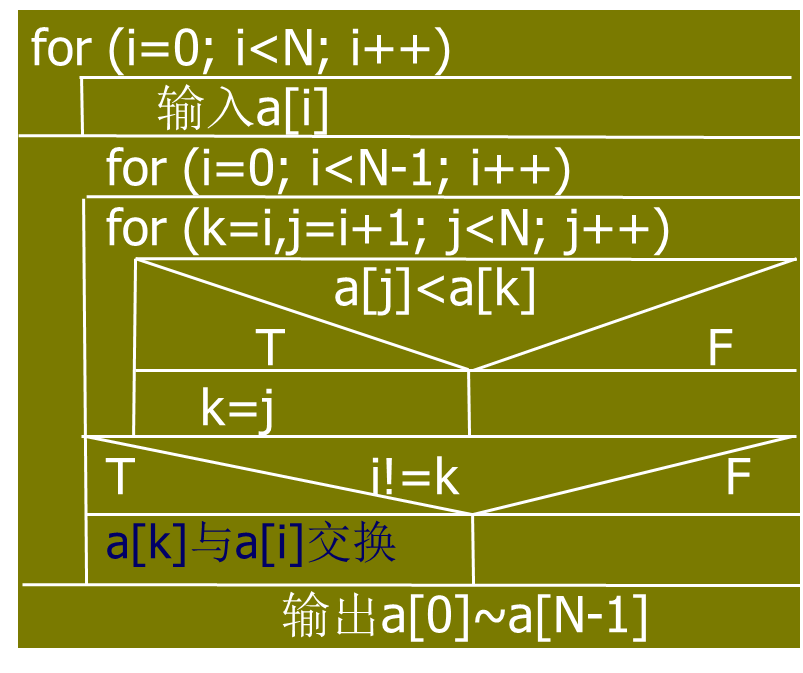 for (i=0; i<N; i++)
输入a[i]
for (i=0; i<N-1; i++)
for (k=i,j=i+1; j<N; j++)
a[j]<a[k]
T F
k=j
T i!=k F
a[k]与a[i]交换
输出a[0]~a[N-1]